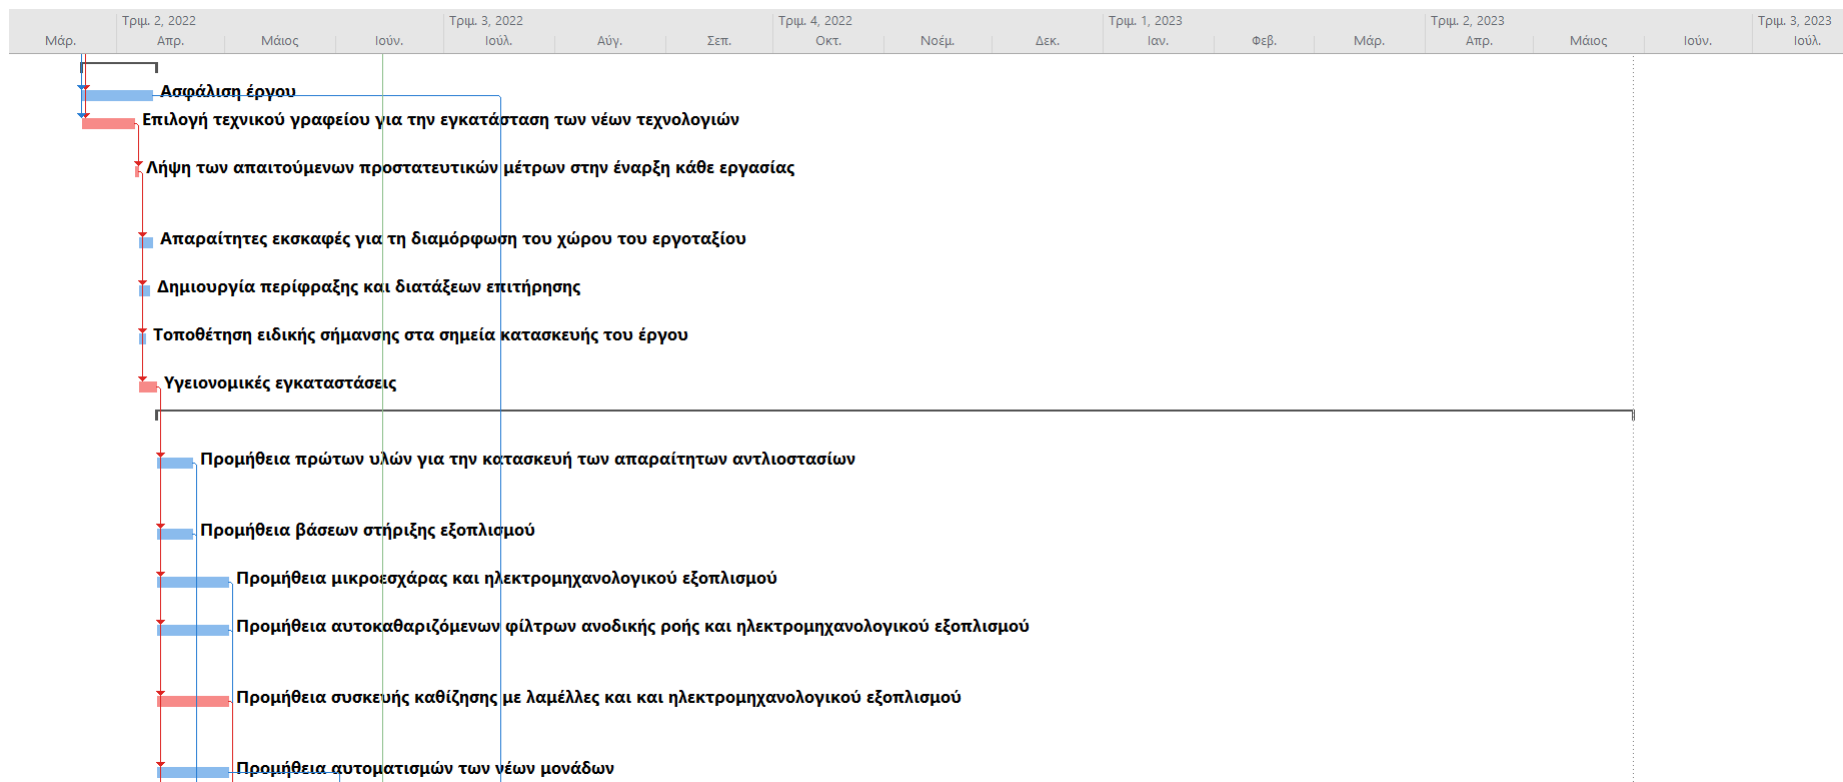 Τριμ. 2, 2022 Τριμ. 3, 2022 Τριμ. 4, 2022 Τριμ. 1, 2023 Τριμ. 2, 2023 Τριμ. 3, 2023
Μάρ. Απρ. Μάιος Ιούν. Ιούλ. Αύγ. Σεπ. Οκτ. Νοέμ. Δεκ. Ιαν. Φεβ. Μάρ. Απρ. Μάιος Ιούν. Ιούλ.
Ασφάλιση έργου
Επιλογή τεχνικού γραφείου για την εγκατάσταση των νέων τεχνολογιών
Λήψη των απαιτούμενων προστατευτικών μέτρων στην έναρξη κάθε εργασίας
Απαραίτητες εκσκαφές για τη διαμόρφωση του χώρου του εργοταξίου
Δημιουργία περίφραξης και διατάξεων επιτήρησης
Τοποθέτηση ειδικής σήμανσης στα σημεία κατασκευής του έργου
Υγειονομικές εγκαταστάσεις
Προμήθεια πρώτων υλών για την κατασκευή των απαραίτητων αντλιοστασίων
Προμήθεια βάσεων στήριξης εξοπλισμού
Προμήθεια μικροεσχάρας και ηλεκτρομηχανολογικού εξοπλισμού
Προμήθεια αυτοκαθαριζόμενων φίλτρων ανοδικής ροής και ηλεκτρομηχανολογικού εξοπλισμού
Προμήθεια συσκευής καθίζησης με λαμέλλες και και ηλεκτρομηχανολογικού εξοπλισμού
Προμήθεια αυτοματισμών των νέων μονάδων